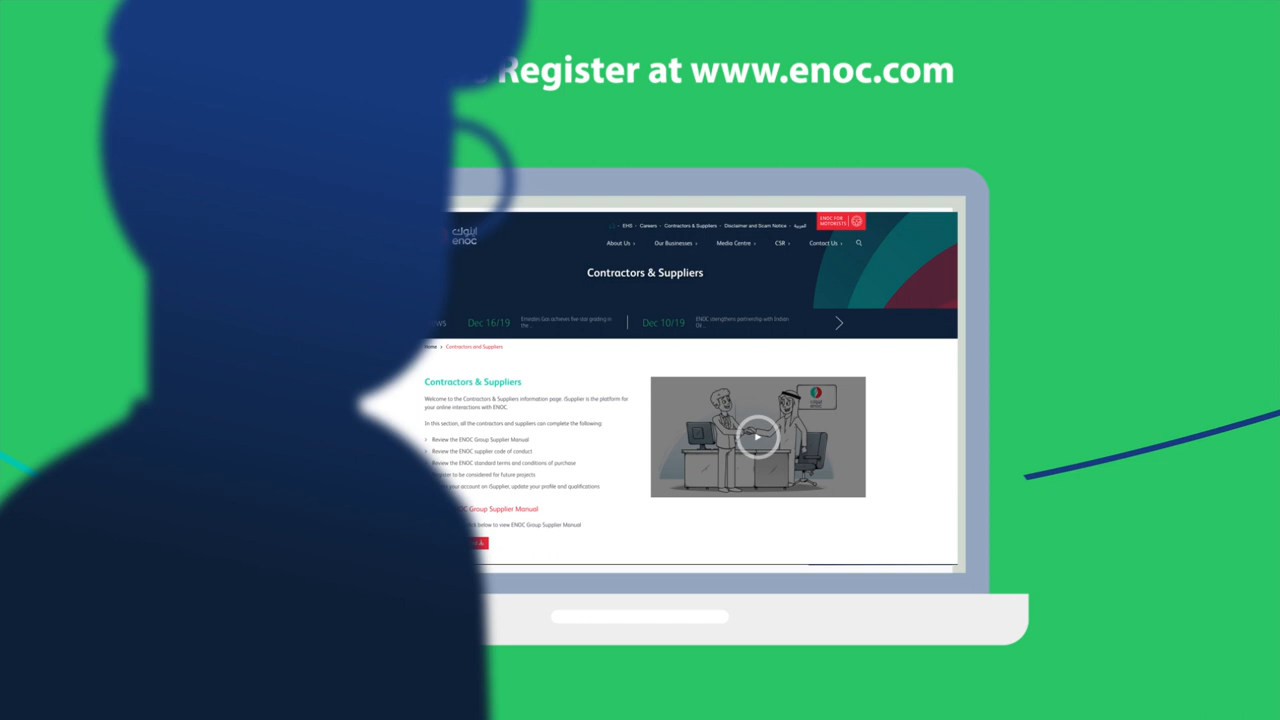 Register at www.enoc.com
ENOC FOR
MOTORISTS
EHS
Careers
Contractors & Suppliers
Disclaimer and Scam Notice
العربية
اينوك
enoc
About Us
Our Businesses
Media Centre
CSR
Contact Us
Contractors & Suppliers
Dec 16/19
Emirates Gas achieves five-star grading in
the ...
Dec 10/19
ENOC strengthens partnership with Indian
Oil...
Home › Contractors and Suppliers
Contractors & Suppliers
Welcome to the Contractors & Suppliers information page. iSupplier is the platform for
your online interactions with ENOC.
In this section, all the contractors and suppliers can complete the following:
Review the ENOC Group Supplier Manual
Review the ENOC supplier code of conduct
Review the ENOC standard terms and conditions of purchase
to be considered for future projects
your account on iSupplier, update your profile and qualifications
Group Supplier Manual
below to view ENOC Group Supplier Manual